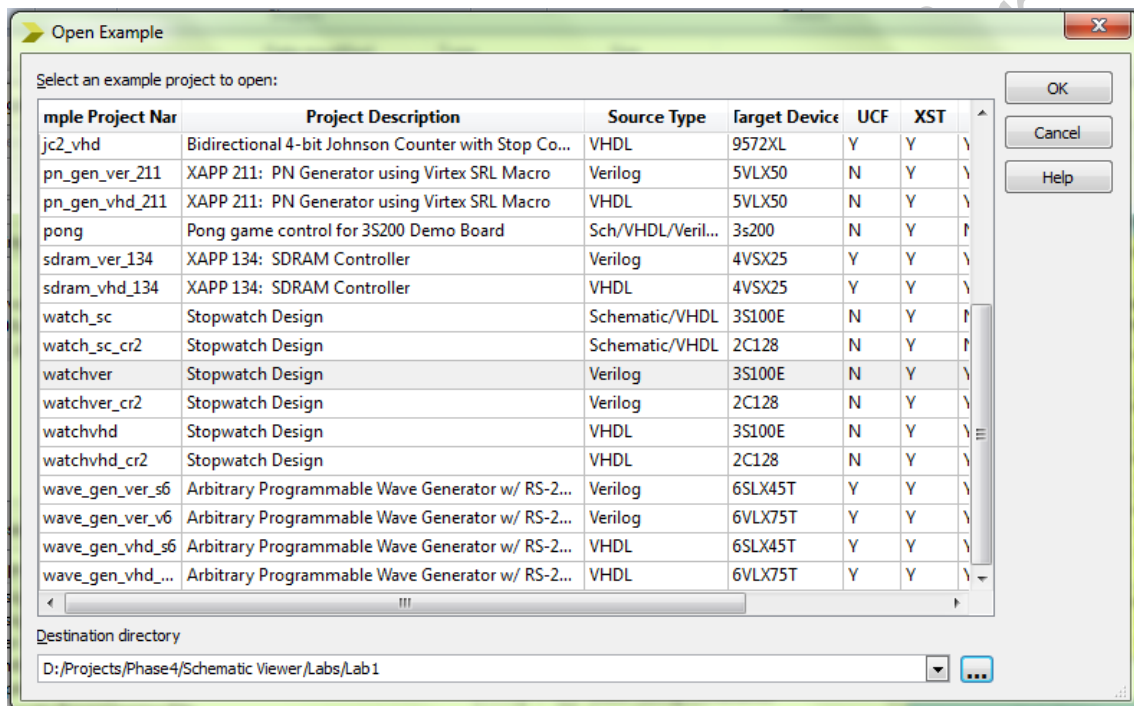 Open Example
Select an example project to open:
mple Project Nar Project Description Source Type Target Device UCF XST
jc2_vhd Bidirectional 4-bit Johnson Counter with Stop Co... VHDL 9572XL Y Y Y
pn_gen_ver_211 XAPP 211: PN Generator using Virtex SRL Macro Verilog 5VLX50 N Y Y
pn_gen_vhd_211 XAPP 211: PN Generator using Virtex SRL Macro VHDL 5VLX50 N Y Y
pong Pong game control for 3S200 Demo Board Sch/VHDL/Veril... 3s200 N Y N
sdram_ver_134 XAPP 134: SDRAM Controller Verilog 4VSX25 Y Y Y
sdram_vhd_134 XAPP 134: SDRAM Controller VHDL 4VSX25 Y Y Y
watch_sc Stopwatch Design Schematic/VHDL 3S100E N Y N
watch_sc_cr2 Stopwatch Design Schematic/VHDL 2C128 N Y N
watchver Stopwatch Design Verilog 3S100E N Y Y
watchver_cr2 Stopwatch Design Verilog 2C128 N Y Y
watchvhd Stopwatch Design VHDL 3S100E N Y Y
watchvhd_cr2 Stopwatch Design VHDL 2C128 N Y Y
wave_gen_ver_s6 Arbitrary Programmable Wave Generator w/ RS-2... Verilog 6SLX45T Y Y Y
wave_gen_ver_v6 Arbitrary Programmable Wave Generator w/ RS-2... Verilog 6VLX75T Y Y Y
wave_gen_vhd_s6 Arbitrary Programmable Wave Generator w/ RS-2... VHDL 6SLX45T Y Y Y
wave_gen_vhd_... Arbitrary Programmable Wave Generator w/ RS-2... VHDL 6VLX75T Y Y Y
OK
Cancel
Help
Destination directory
D:/Projects/Phase4/Schematic Viewer/Labs/Lab1
...